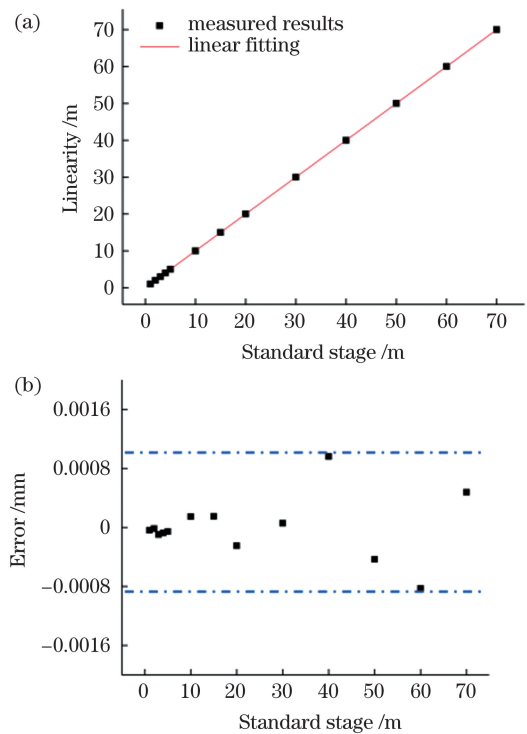 (a)
measured results
linear fitting
70
60
50
40
30
20
10
0
Linearity /m
0 10 20 30 40 50 60 70
Standard stage /m
(b)
0.0016
0.0008
0
−0.0008
−0.0016
Error /mm
0 10 20 30 40 50 60 70
Standard stage /m